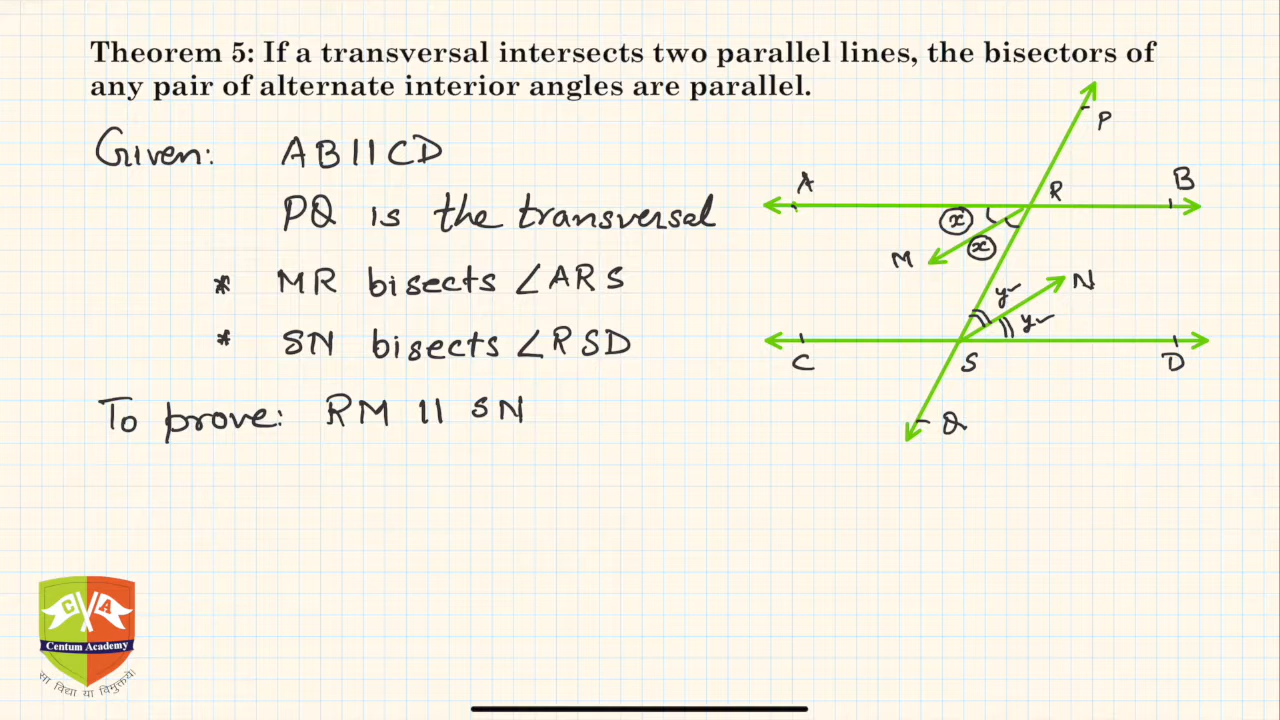 Theorem 5: If a transversal intersects two parallel lines, the bisectors of
any pair of alternate interior angles are parallel.
Given: AB || CD
PQ is the transversal
* MR bisects ∠ARS
* SN bisects ∠RSD
To prove: RM || SN
P
A
R
B
x
x
M
N
y
y
C
S
D
Q
C A
Centum Academy
सा विद्या या विमुक्तये।